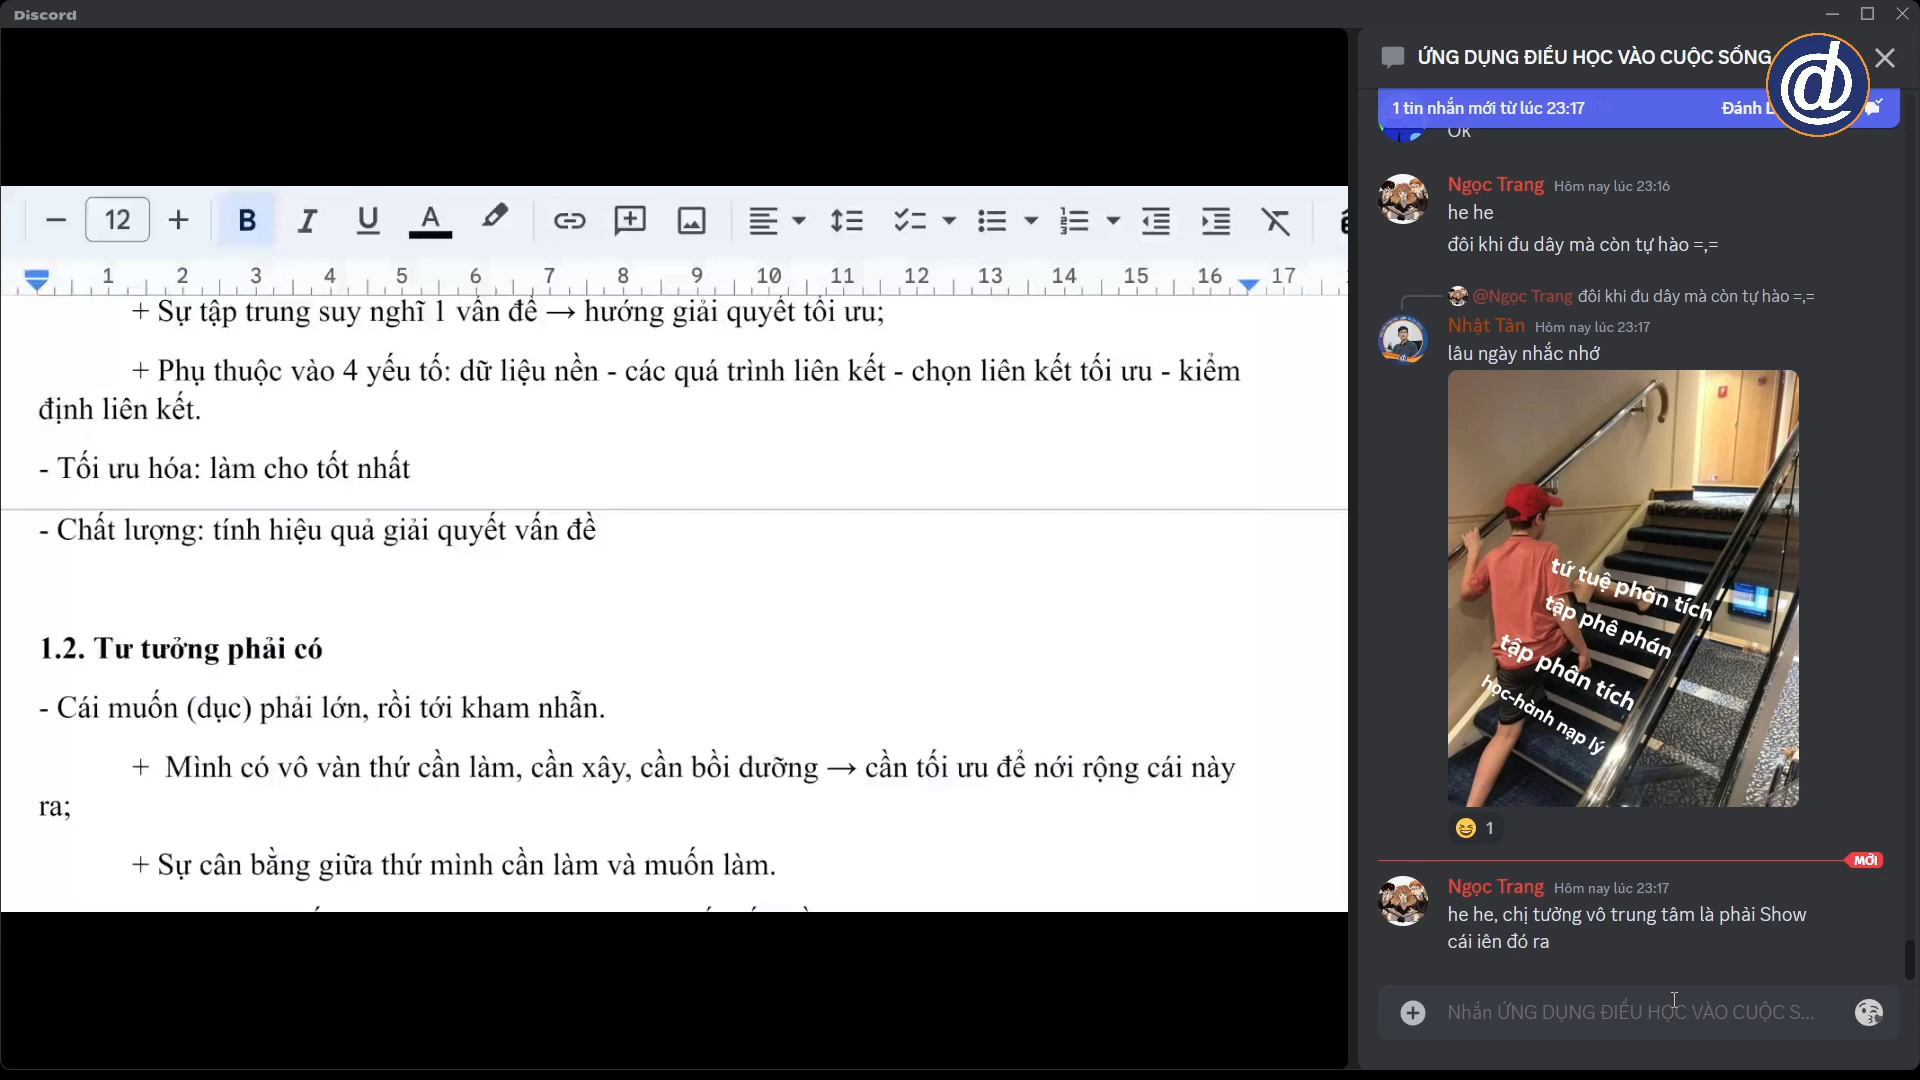 Discord
12
B I U A
1 2 3 4 5 6 7 8 9 10 11 12 13 14 15 16 17
+ Sự tập trung suy nghĩ 1 vấn đề → hướng giải quyết tối ưu;
+ Phụ thuộc vào 4 yếu tố: dữ liệu nền - các quá trình liên kết - chọn liên kết tối ưu - kiểm
định liên kết.
- Tối ưu hóa: làm cho tốt nhất
- Chất lượng: tính hiệu quả giải quyết vấn đề
1.2. Tư tưởng phải có
- Cái muốn (dục) phải lớn, rồi tới kham nhẫn.
+ Mình có vô vàn thứ cần làm, cần xây, cần bồi dưỡng → cần tối ưu để nới rộng cái này
ra;
+ Sự cân bằng giữa thứ mình cần làm và muốn làm.
ỨNG DỤNG ĐIỀU HỌC VÀO CUỘC SỐNG
1 tin nhắn mới từ lúc 23:17 Đánh
Ok
Ngọc Trang Hôm nay lúc 23:16
he he
đôi khi đu dây mà còn tự hào =,=
@Ngọc Trang đôi khi đu dây mà còn tự hào =,=
Nhật Tân Hôm nay lúc 23:17
lâu ngày nhắc nhớ
tứ tuệ phân tích
tập phê phán
tập phân tích
học-hành nạp lý
1
MỚI
Ngọc Trang Hôm nay lúc 23:17
he he, chị tưởng vô trung tâm là phải Show
cái iên đó ra
Nhắn ỨNG DỤNG ĐIỀU HỌC VÀO CUỘC S...